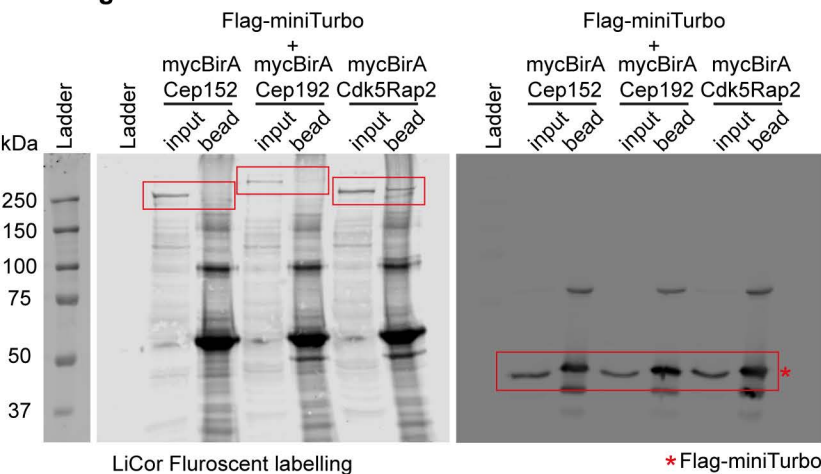 Flag-miniTurbo Flag-miniTurbo
+ +
mycBirA mycBirA mycBirA mycBirA mycBirA mycBirA
Cep152 Cep192 Cdk5Rap2 Cep152 Cep192 Cdk5Rap2
Ladder Ladder input bead input bead input bead Ladder input bead input bead input bead
kDa
250
150
100
75
50
37
*
LiCor Fluroscent labelling * Flag-miniTurbo